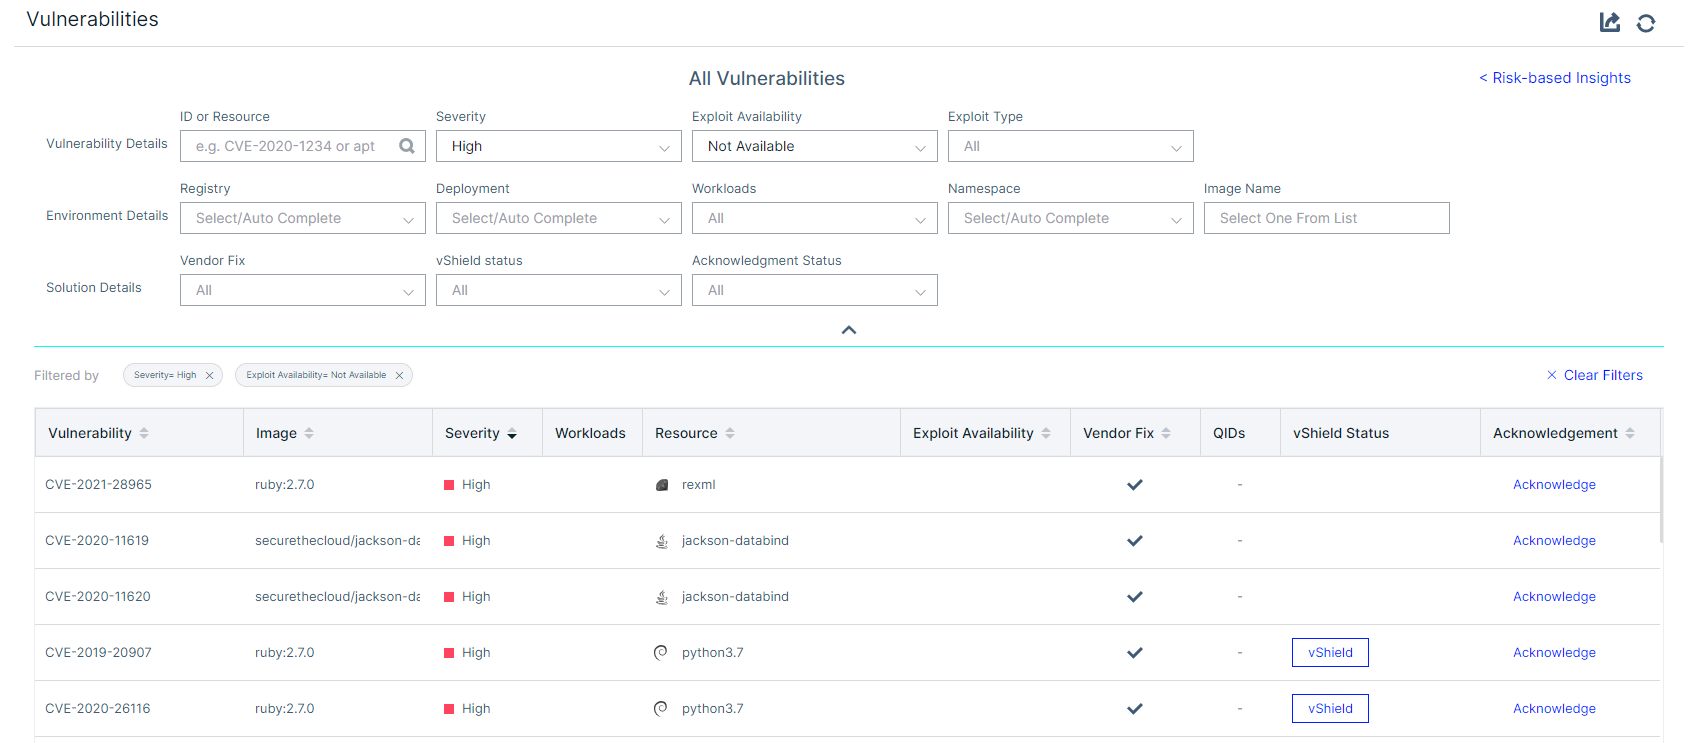 Vulnerabilities
All Vulnerabilities
< Risk-based Insights
Vulnerability Details
ID or Resource
Severity
Exploit Availability
Exploit Type
e.g. CVE-2020-1234 or apt
High
Not Available
All
Environment Details
Registry
Deployment
Workloads
Namespace
Image Name
Select/Auto Complete
Select/Auto Complete
All
Select/Auto Complete
Select One From List
Solution Details
Vendor Fix
vShield status
Acknowledgment Status
All
All
All
Filtered by
Severity= High
Exploit Availability= Not Available
Clear Filters
Vulnerability Image Severity Workloads Resource Exploit Availability Vendor Fix QIDs vShield Status Acknowledgement
CVE-2021-28965 ruby:2.7.0 High rexml - Acknowledge
CVE-2020-11619 securethecloud/jackson-da High jackson-databind - Acknowledge
CVE-2020-11620 securethecloud/jackson-da High jackson-databind - Acknowledge
CVE-2019-20907 ruby:2.7.0 High python3.7 - vShield Acknowledge
CVE-2020-26116 ruby:2.7.0 High python3.7 - vShield Acknowledge